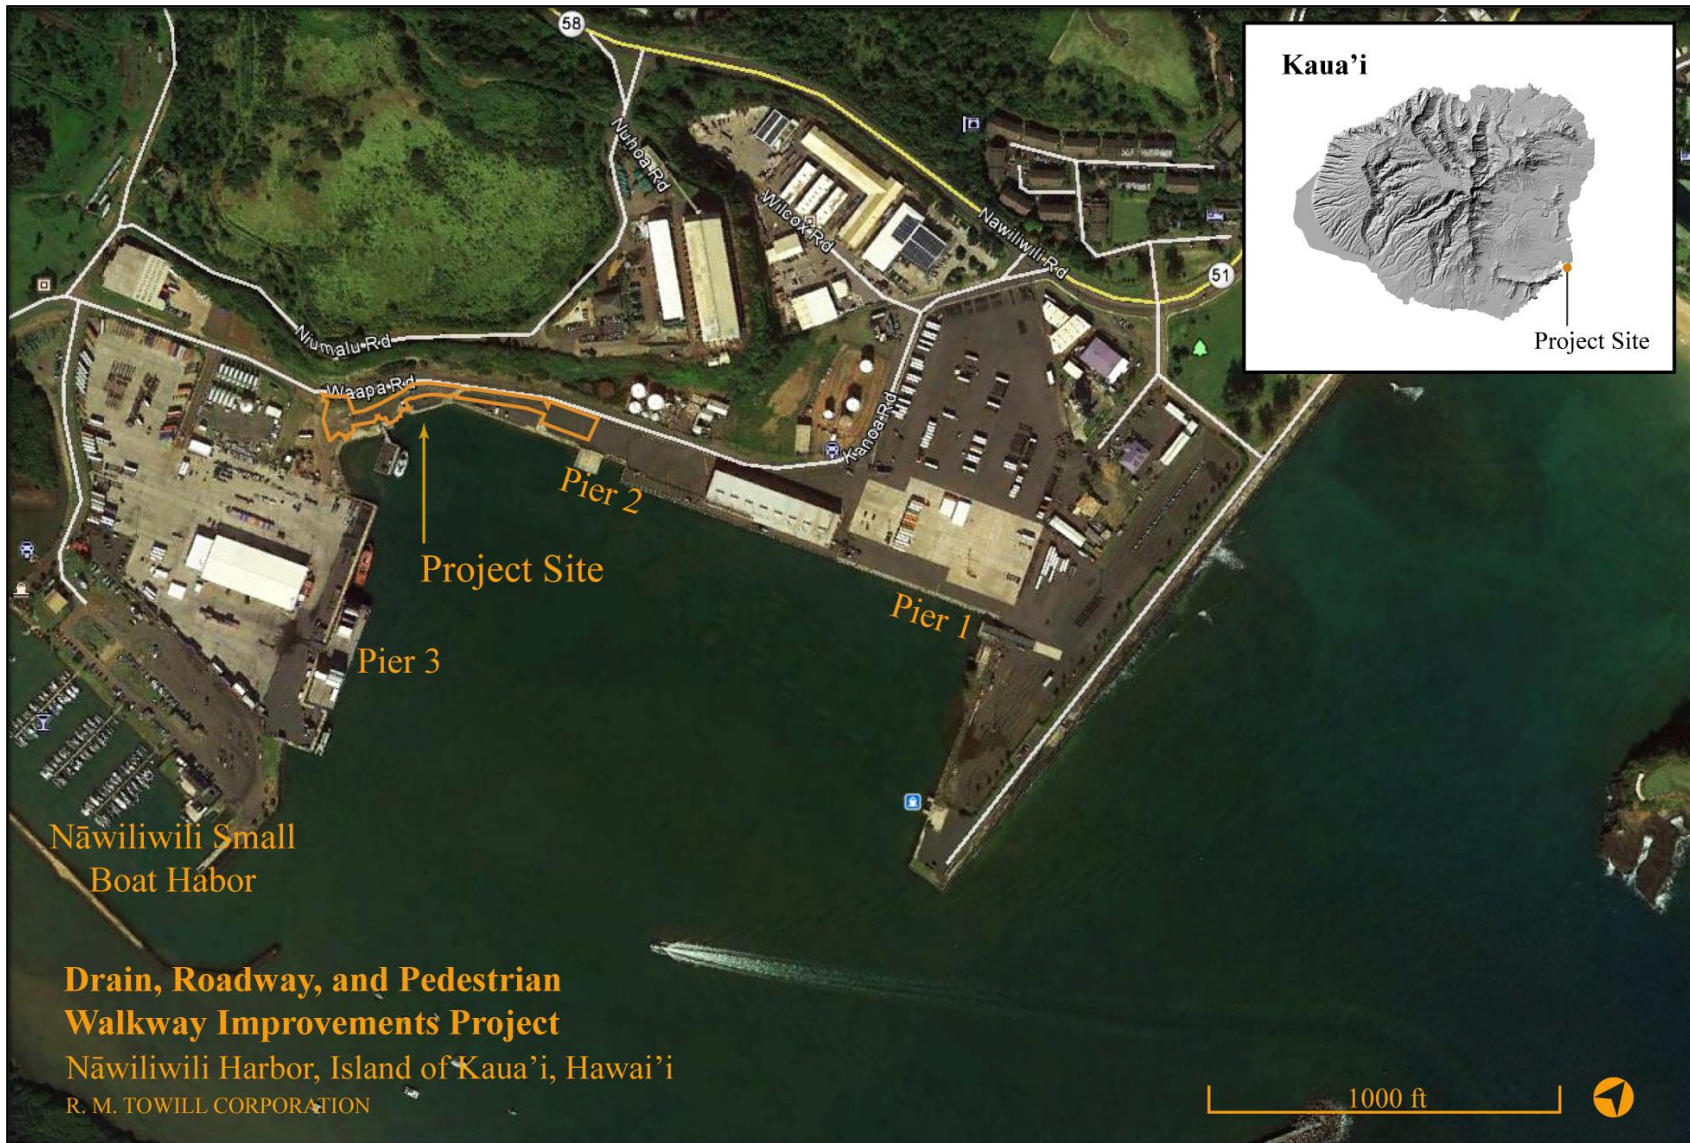 58
Kaua’i
Project Site
Nuhoa Rd
Wilcox Rd
Nawiliwili Rd
51
Niumalu Rd
Waapa Rd
Kanoa Rd
Pier 2
Project Site
Pier 1
Pier 3
Nāwiliwili Small
Boat Habor
Drain, Roadway, and Pedestrian
Walkway Improvements Project
Nāwiliwili Harbor, Island of Kaua’i, Hawai’i
R. M. TOWILL CORPORATION
1000 ft